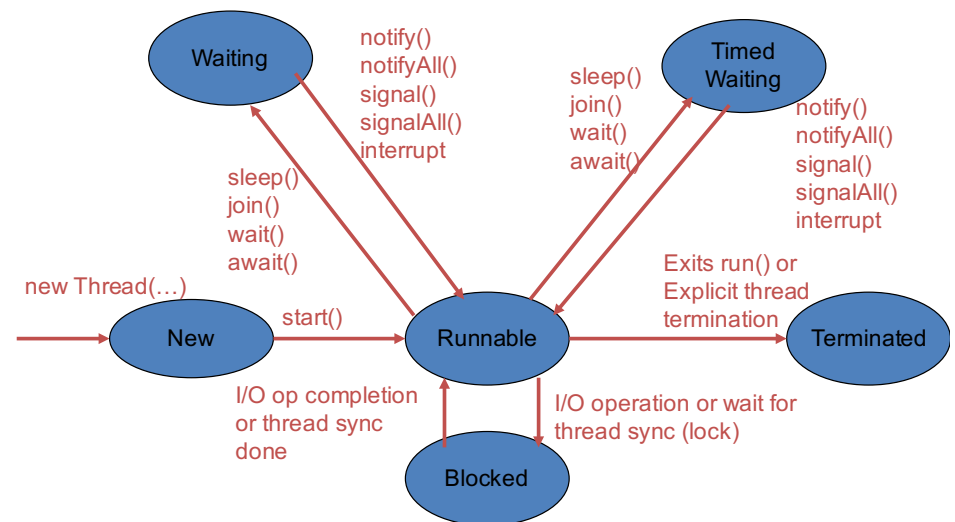 Waiting
notify()
notifyAll()
signal()
signalAll()
interrupt
sleep()
join()
wait()
await()
Timed
Waiting
sleep()
join()
wait()
await()
notify()
notifyAll()
signal()
signalAll()
interrupt
new Thread(…)
New
start()
Runnable
Exits run() or
Explicit thread
termination
Terminated
I/O op completion
or thread sync
done
I/O operation or wait for
thread sync (lock)
Blocked